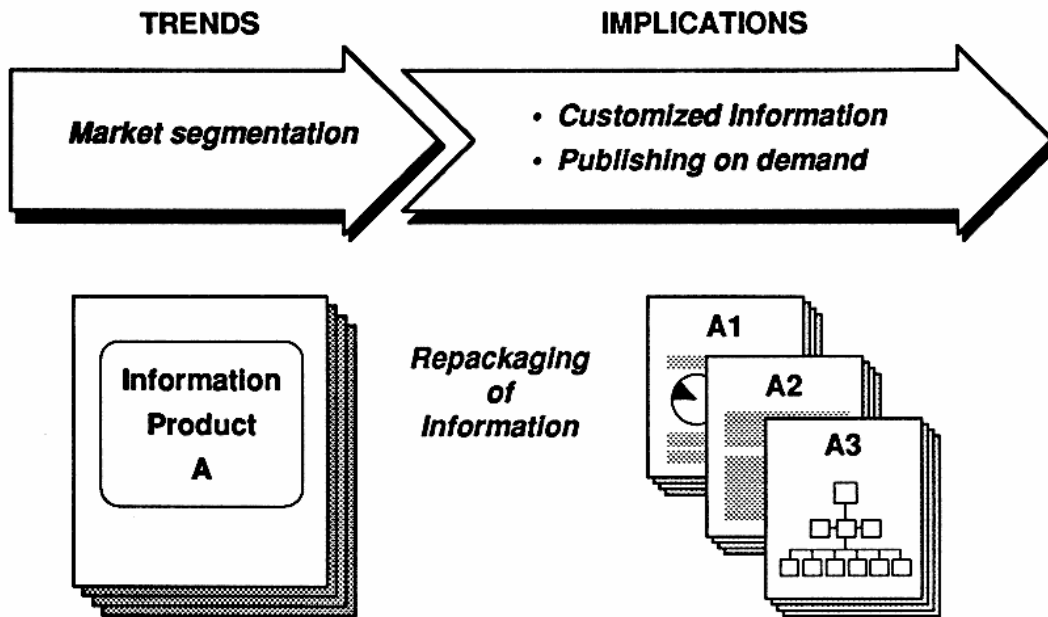 TRENDS
IMPLICATIONS
Market segmentation
• Customized Information
• Publishing on demand
Information
Product
A
Repackaging
of
Information
A1
A2
A3